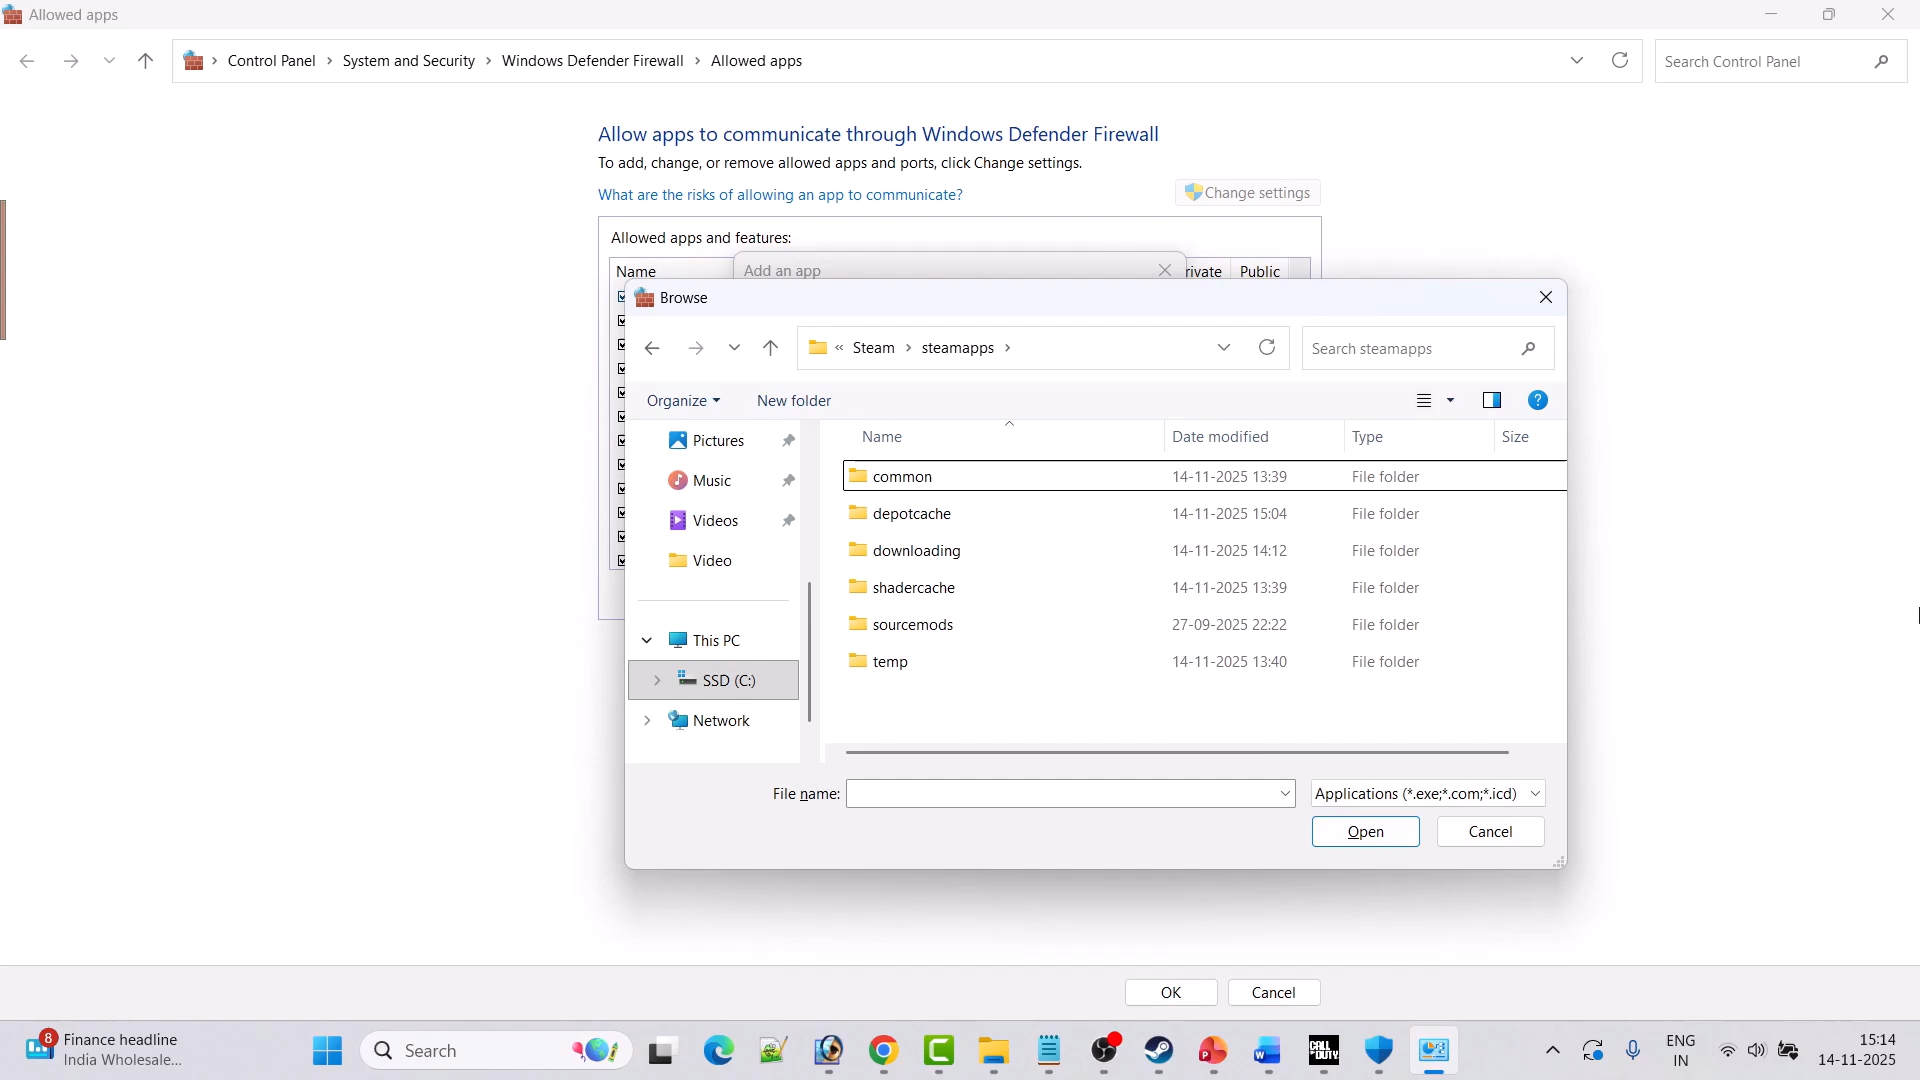 Allowed apps
Control Panel > System and Security > Windows Defender Firewall > Allowed apps
Search Control Panel
Allow apps to communicate through Windows Defender Firewall
To add, change, or remove allowed apps and ports, click Change settings.
What are the risks of allowing an app to communicate?
Change settings
Allowed apps and features:
Name
Add an app
rivate
Public
Browse
« Steam > steamapps >
Search steamapps
Organize
New folder
Pictures
Music
Videos
Video
This PC
SSD (C:)
Network
Name Date modified Type Size
common 14-11-2025 13:39 File folder
depotcache 14-11-2025 15:04 File folder
downloading 14-11-2025 14:12 File folder
shadercache 14-11-2025 13:39 File folder
sourcemods 27-09-2025 22:22 File folder
temp 14-11-2025 13:40 File folder
File name:
Applications (*.exe;*.com;*.icd)
Open
Cancel
OK
Cancel
8
Finance headline
India Wholesale...
Search
CALL OF DUTY
ENG
IN
15:14
14-11-2025